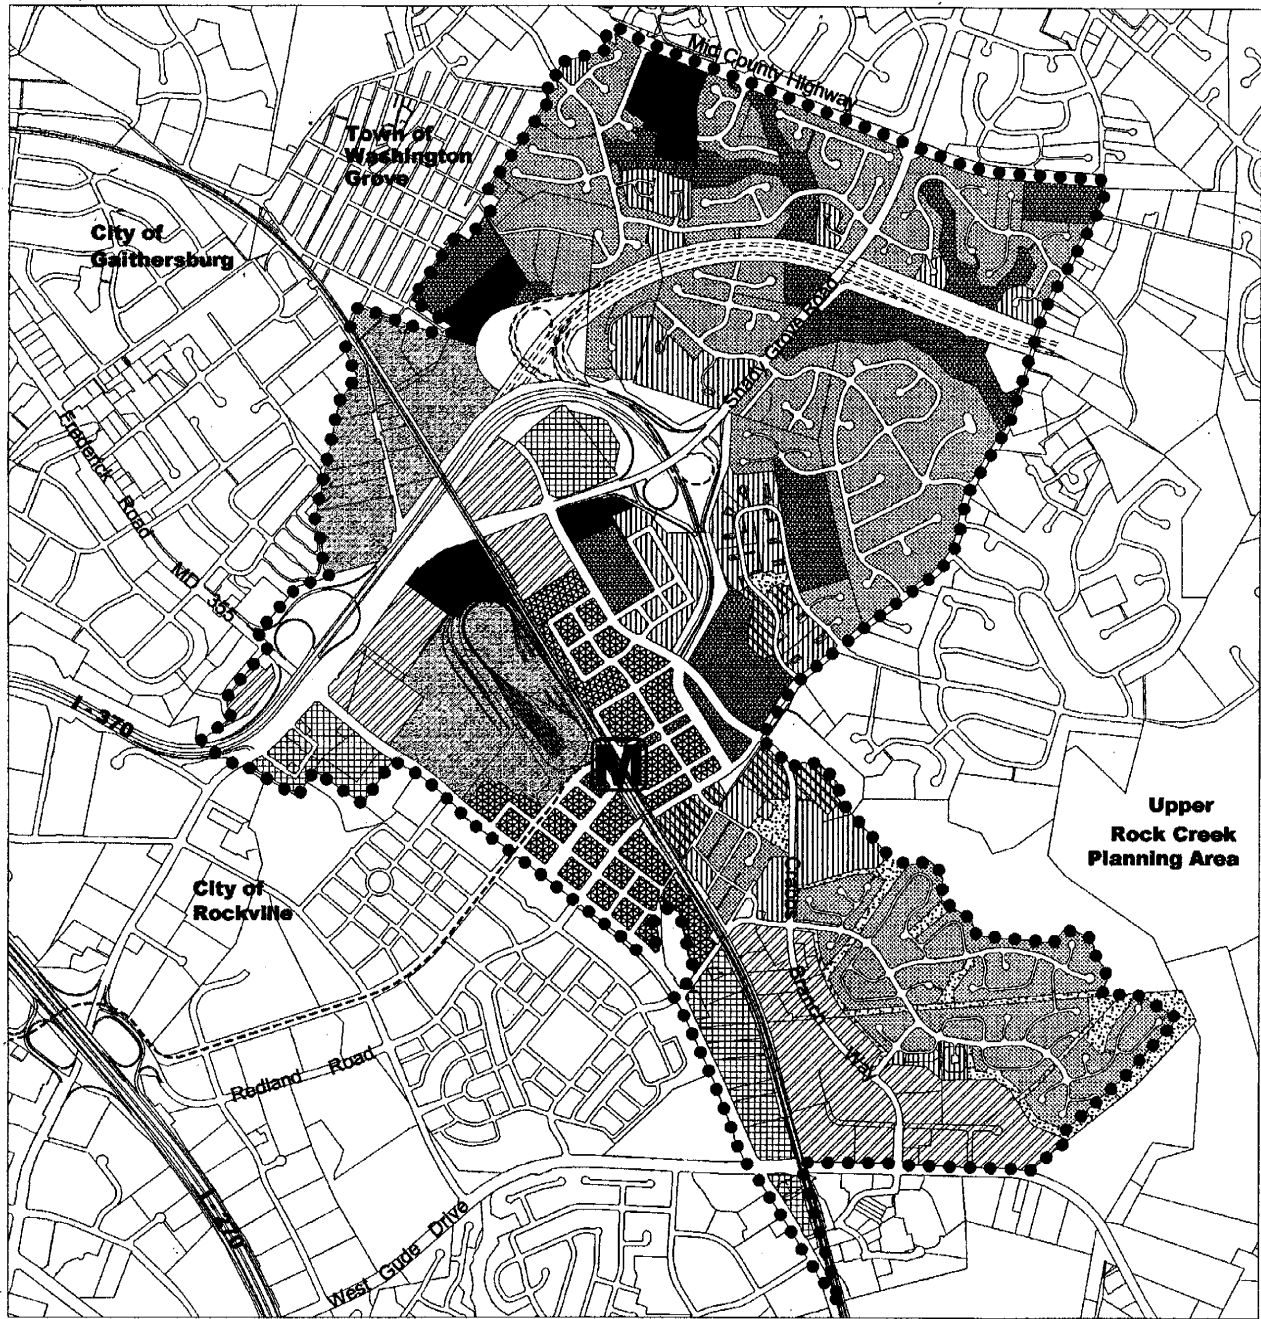 Mid County Highway
Town of
Washington
Grove
City of
Gaithersburg
Shady Grove Road
Frederick Road
MD 355
I - 370
M
Upper
Rock Creek
Planning Area
City of
Rockville
Crabbs
Branch
Way
Redland Road
I - 270
West Gude Drive